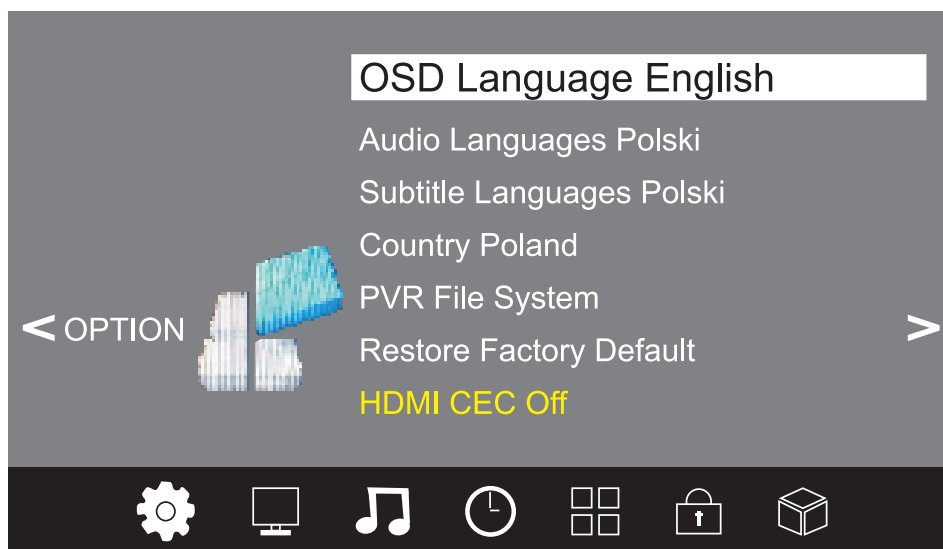 OSD Language English
Audio Languages Polski
Subtitle Languages Polski
Country Poland
PVR File System
< OPTION >
Restore Factory Default
HDMI CEC Off